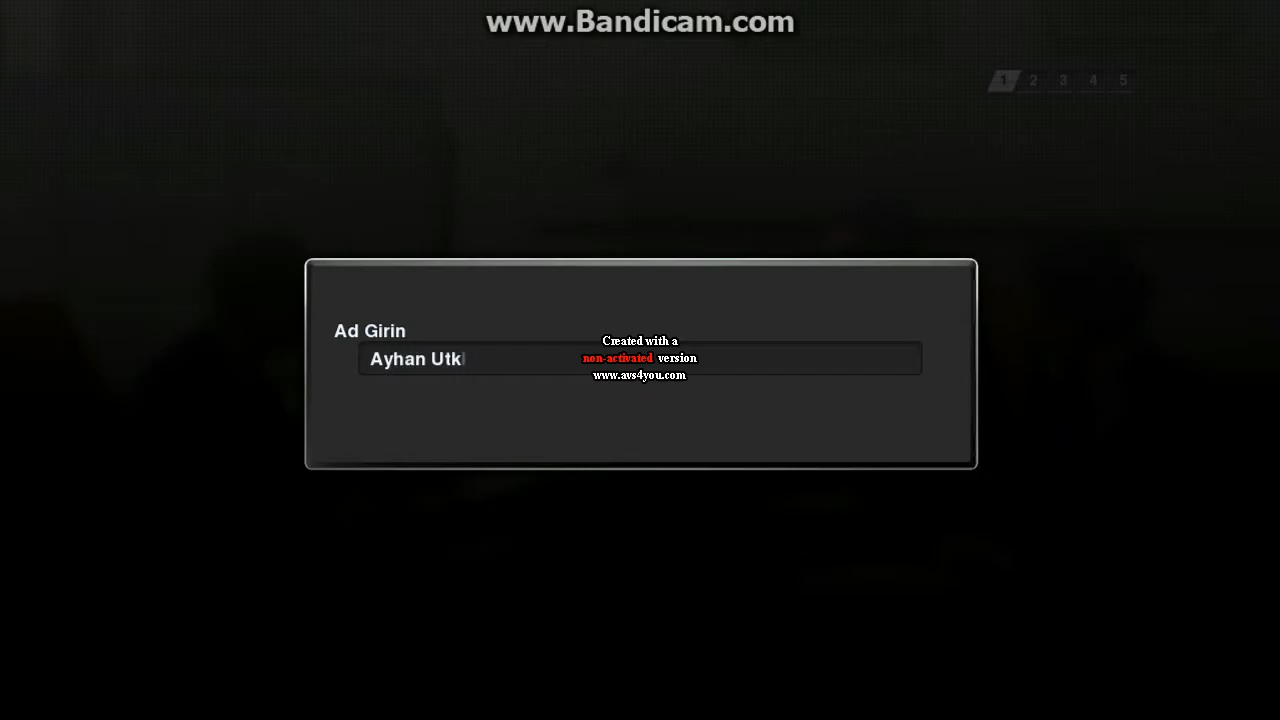 www.Bandicam.com
1 2 3 4 5
Ad Girin
Ayhan Utk
Created with a
non-activated version
www.avs4you.com